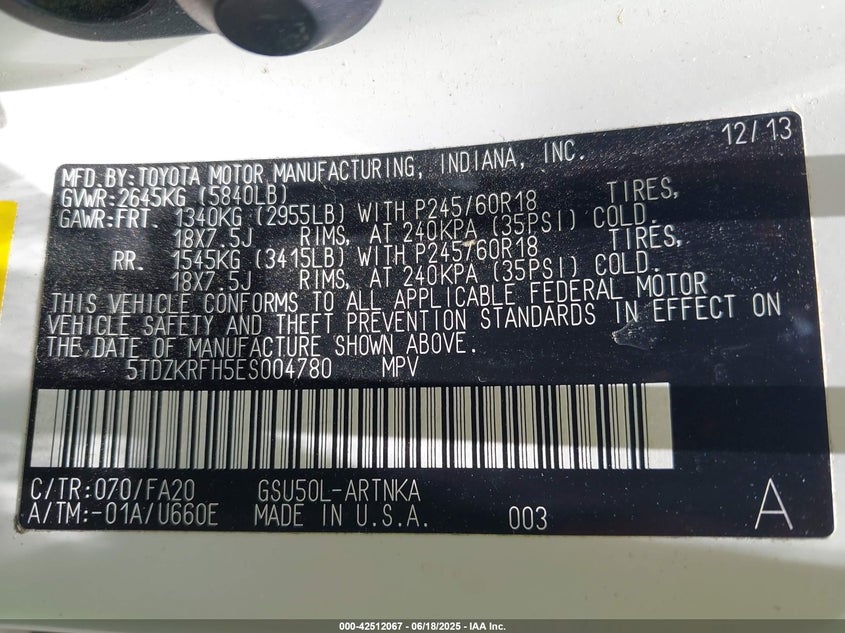 12/13
MFD.BY:TOYOTA MOTOR MANUFACTURING, INDIANA, INC.
GVWR:2645KG (5840LB)
GAWR:FRT. 1340KG (2955LB) WITH P245/60R18 TIRES,
18X7.5J RIMS, AT 240KPA (35PSI) COLD.
RR. 1545KG (3415LB) WITH P245/60R18 TIRES,
18X7.5J RIMS, AT 240KPA (35PSI) COLD.
THIS VEHICLE CONFORMS TO ALL APPLICABLE FEDERAL MOTOR
VEHICLE SAFETY AND THEFT PREVENTION STANDARDS IN EFFECT ON
THE DATE OF MANUFACTURE SHOWN ABOVE.
5TDZKRFH5ES004780 MPV
C/TR:070/FA20 GSU50L-ARTNKA
A/TM:-01A/U660E MADE IN U.S.A. 003 A
000-42512067 - 06/18/2025 - IAA Inc.